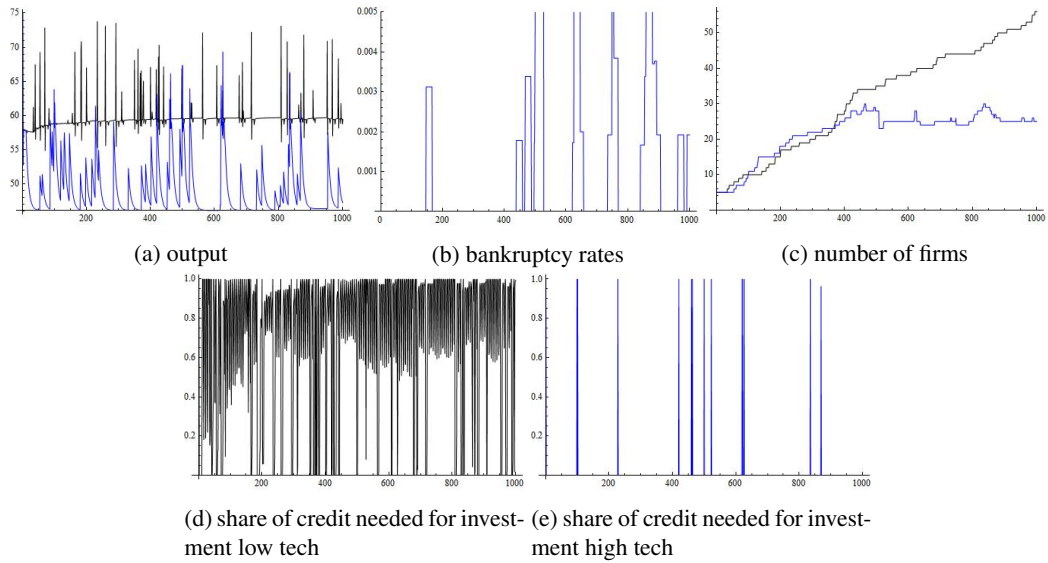 75
70
65
60
55
50
200 400 600 800 1000
(a) output
0.005
0.004
0.003
0.002
0.001
0 200 400 600 800 1000
(b) bankruptcy rates
50
40
30
20
10
200 400 600 800 1000
(c) number of firms
1.0
0.8
0.6
0.4
0.2
200 400 600 800 1000
(d) share of credit needed for invest-
ment low tech
1.0
0.8
0.6
0.4
0.2
200 400 600 800 1000
(e) share of credit needed for invest-
ment high tech